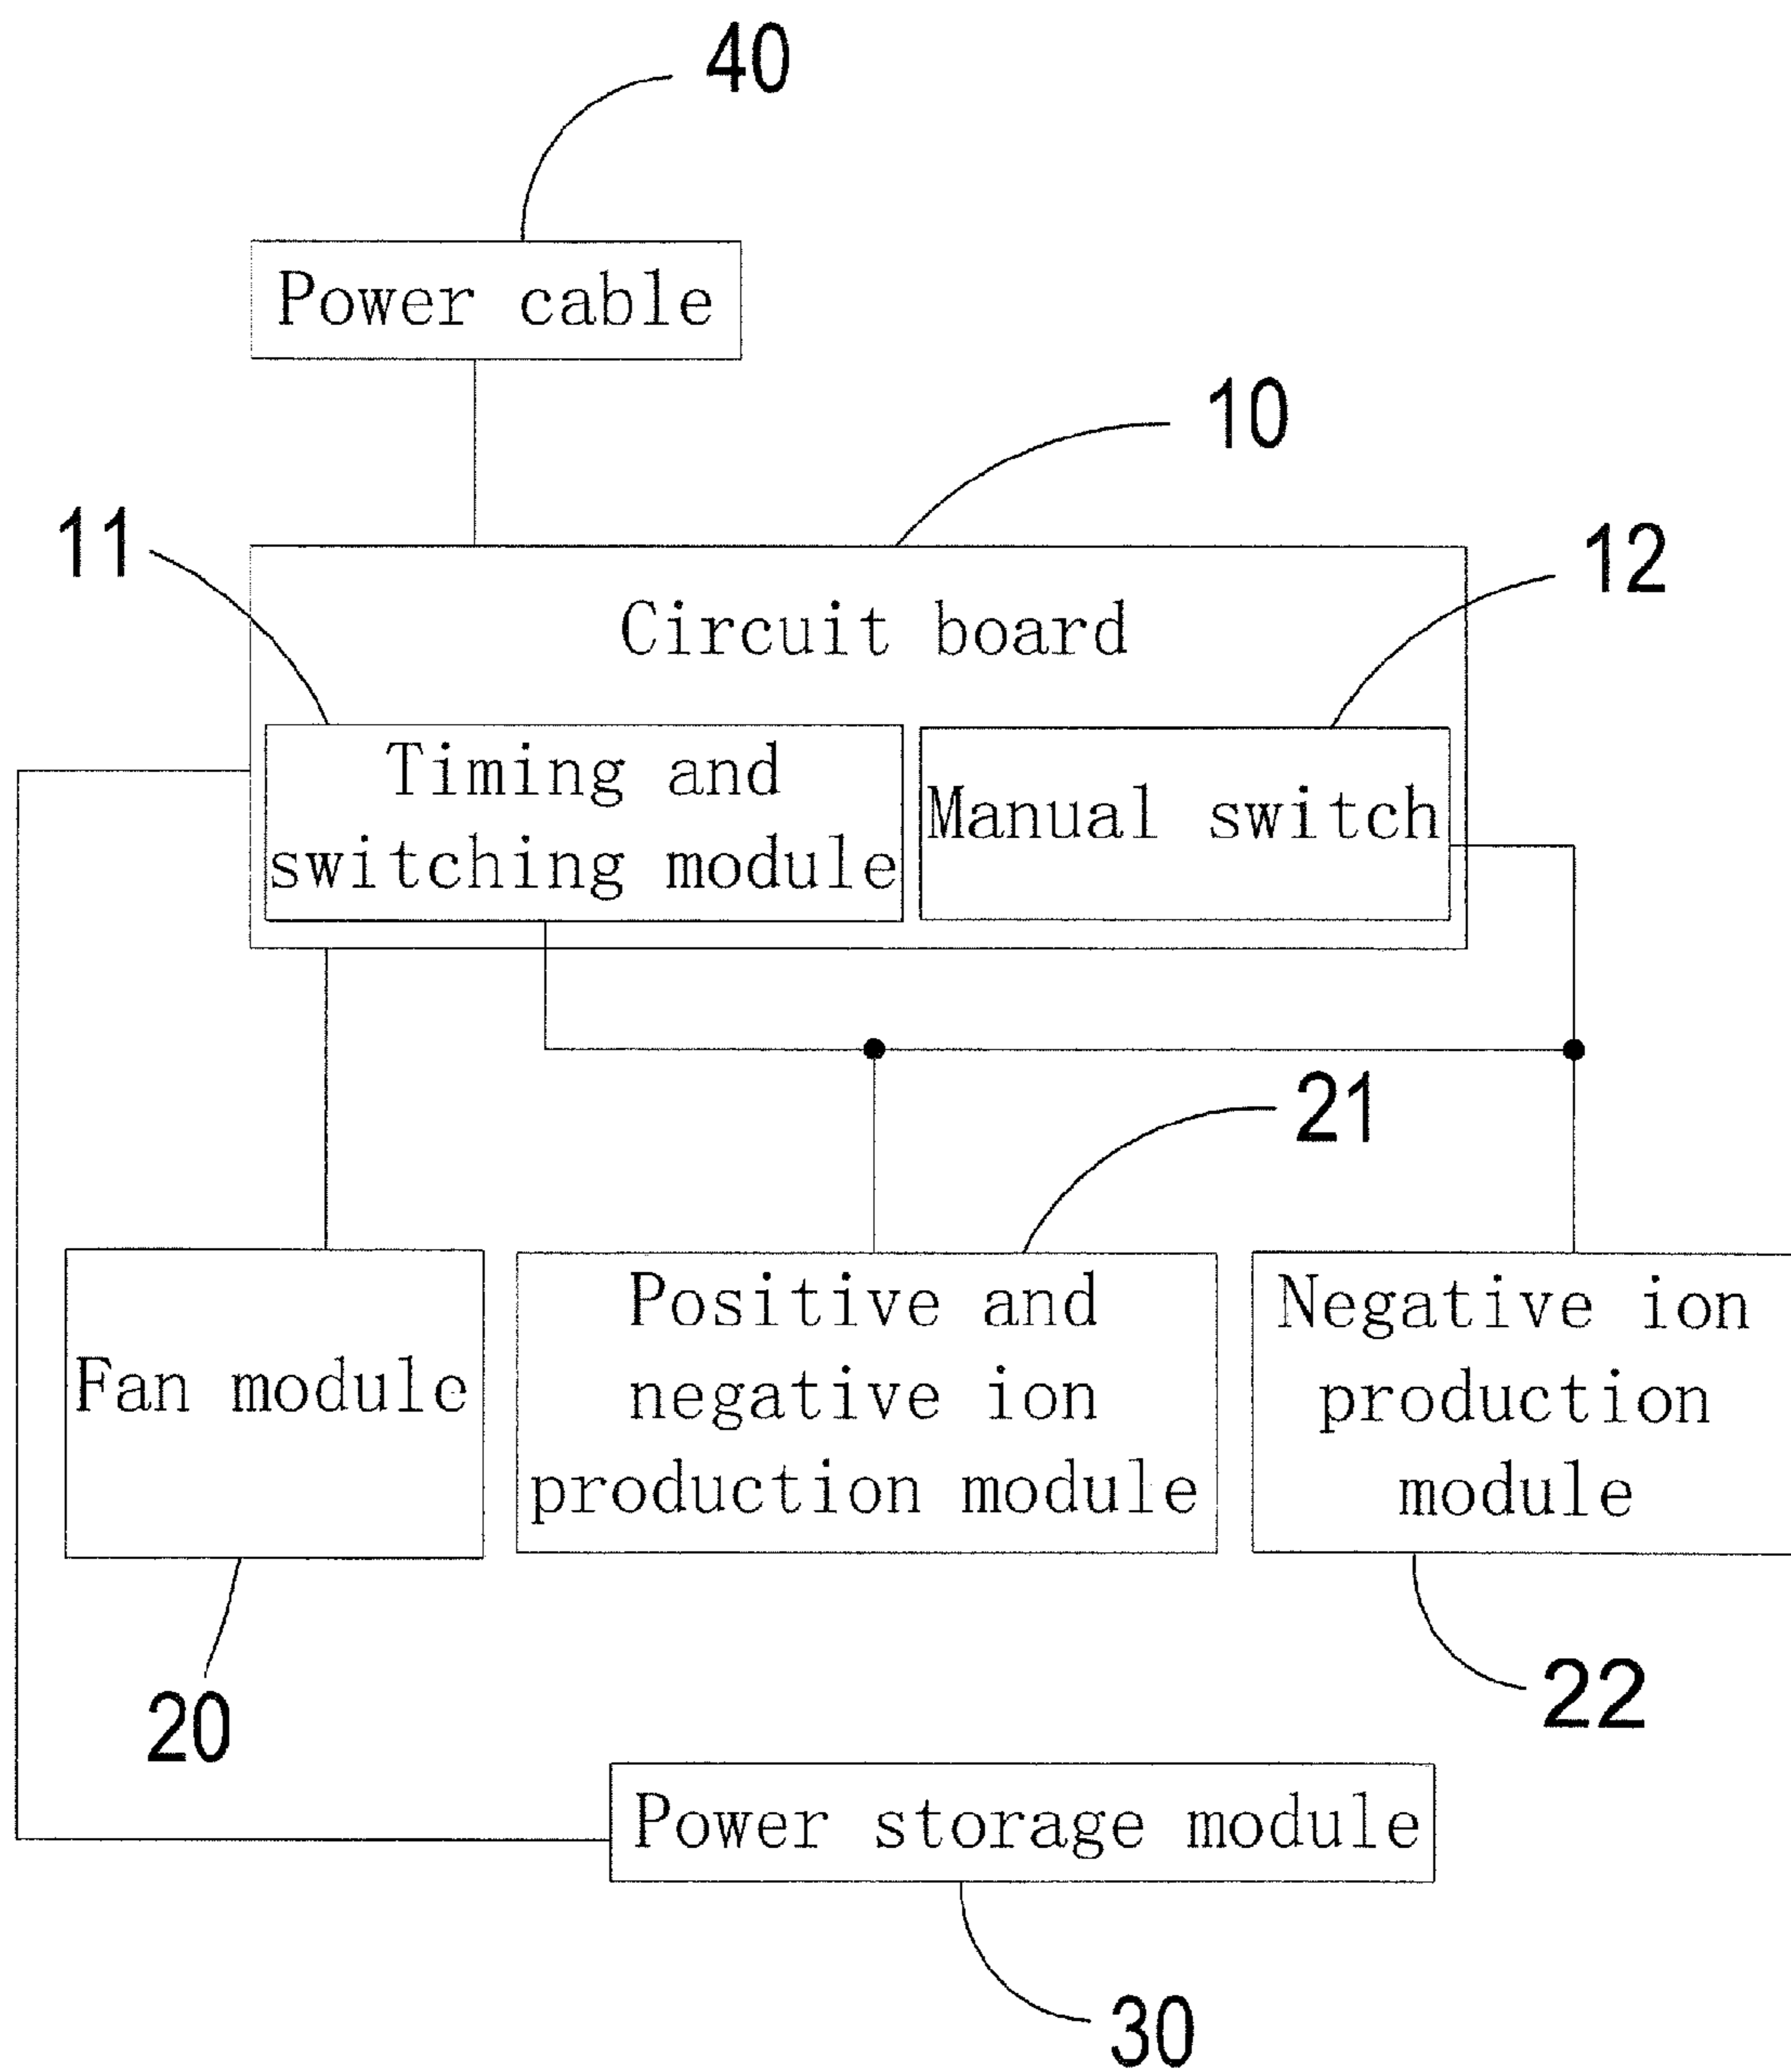 40
Power cable
10
11
12
Circuit board
Timing and
switching module
Manual switch
21
Fan module
Positive and
negative ion
production module
Negative ion
production
module
20
22
Power storage module
30